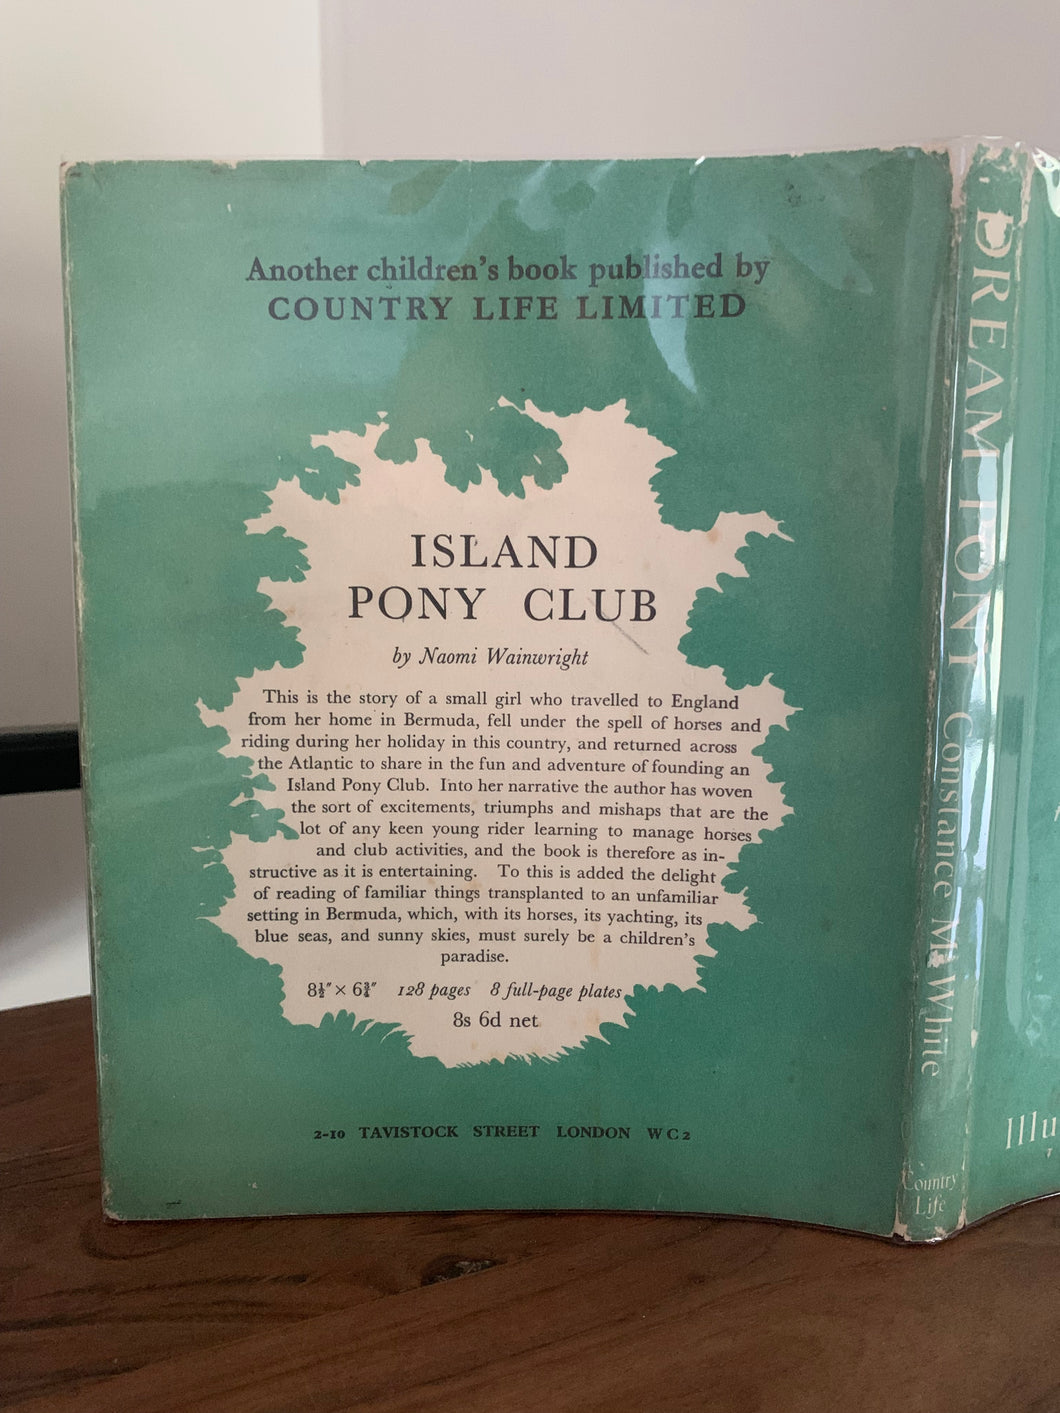 Another children's book published by
COUNTRY LIFE LIMITED
ISLAND
PONY CLUB
by Naomi Wainwright
This is the story of a small girl who travelled to England
from her home in Bermuda, fell under the spell of horses and
riding during her holiday in this country, and returned across
the Atlantic to share in the fun and adventure of founding an
Island Pony Club. Into her narrative the author has woven
the sort of excitements, triumphs and mishaps that are the
lot of any keen young rider learning to manage horses
and club activities, and the book is therefore as in-
structive as it is entertaining. To this is added the delight
of reading of familiar things transplanted to an unfamiliar
setting in Bermuda, which, with its horses, its yachting, its
blue seas, and sunny skies, must surely be a children's
paradise.
8½″ × 6¾″ 128 pages 8 full-page plates
8s 6d net
2-10 TAVISTOCK STREET LONDON WC2
DREAM PONY Constance M. White
Country
Life
Illu